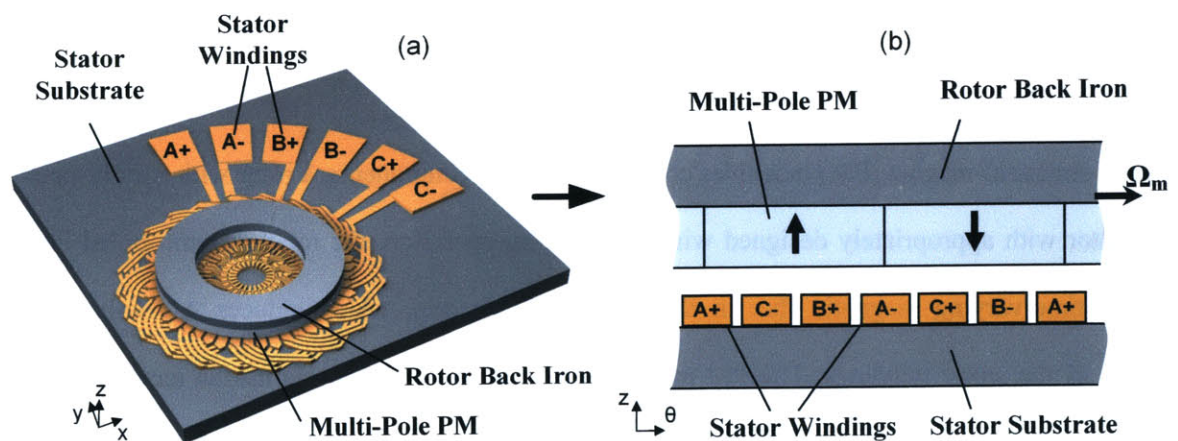 (a)
Stator
Windings
Stator
Substrate
A+
A-
B+
B-
C+
C-
Rotor Back Iron
Multi-Pole PM
z
y
x
(b)
Multi-Pole PM
Rotor Back Iron
Ωm
A+ C- B+ A- C+ B- A+
z
θ
Stator Windings
Stator Substrate